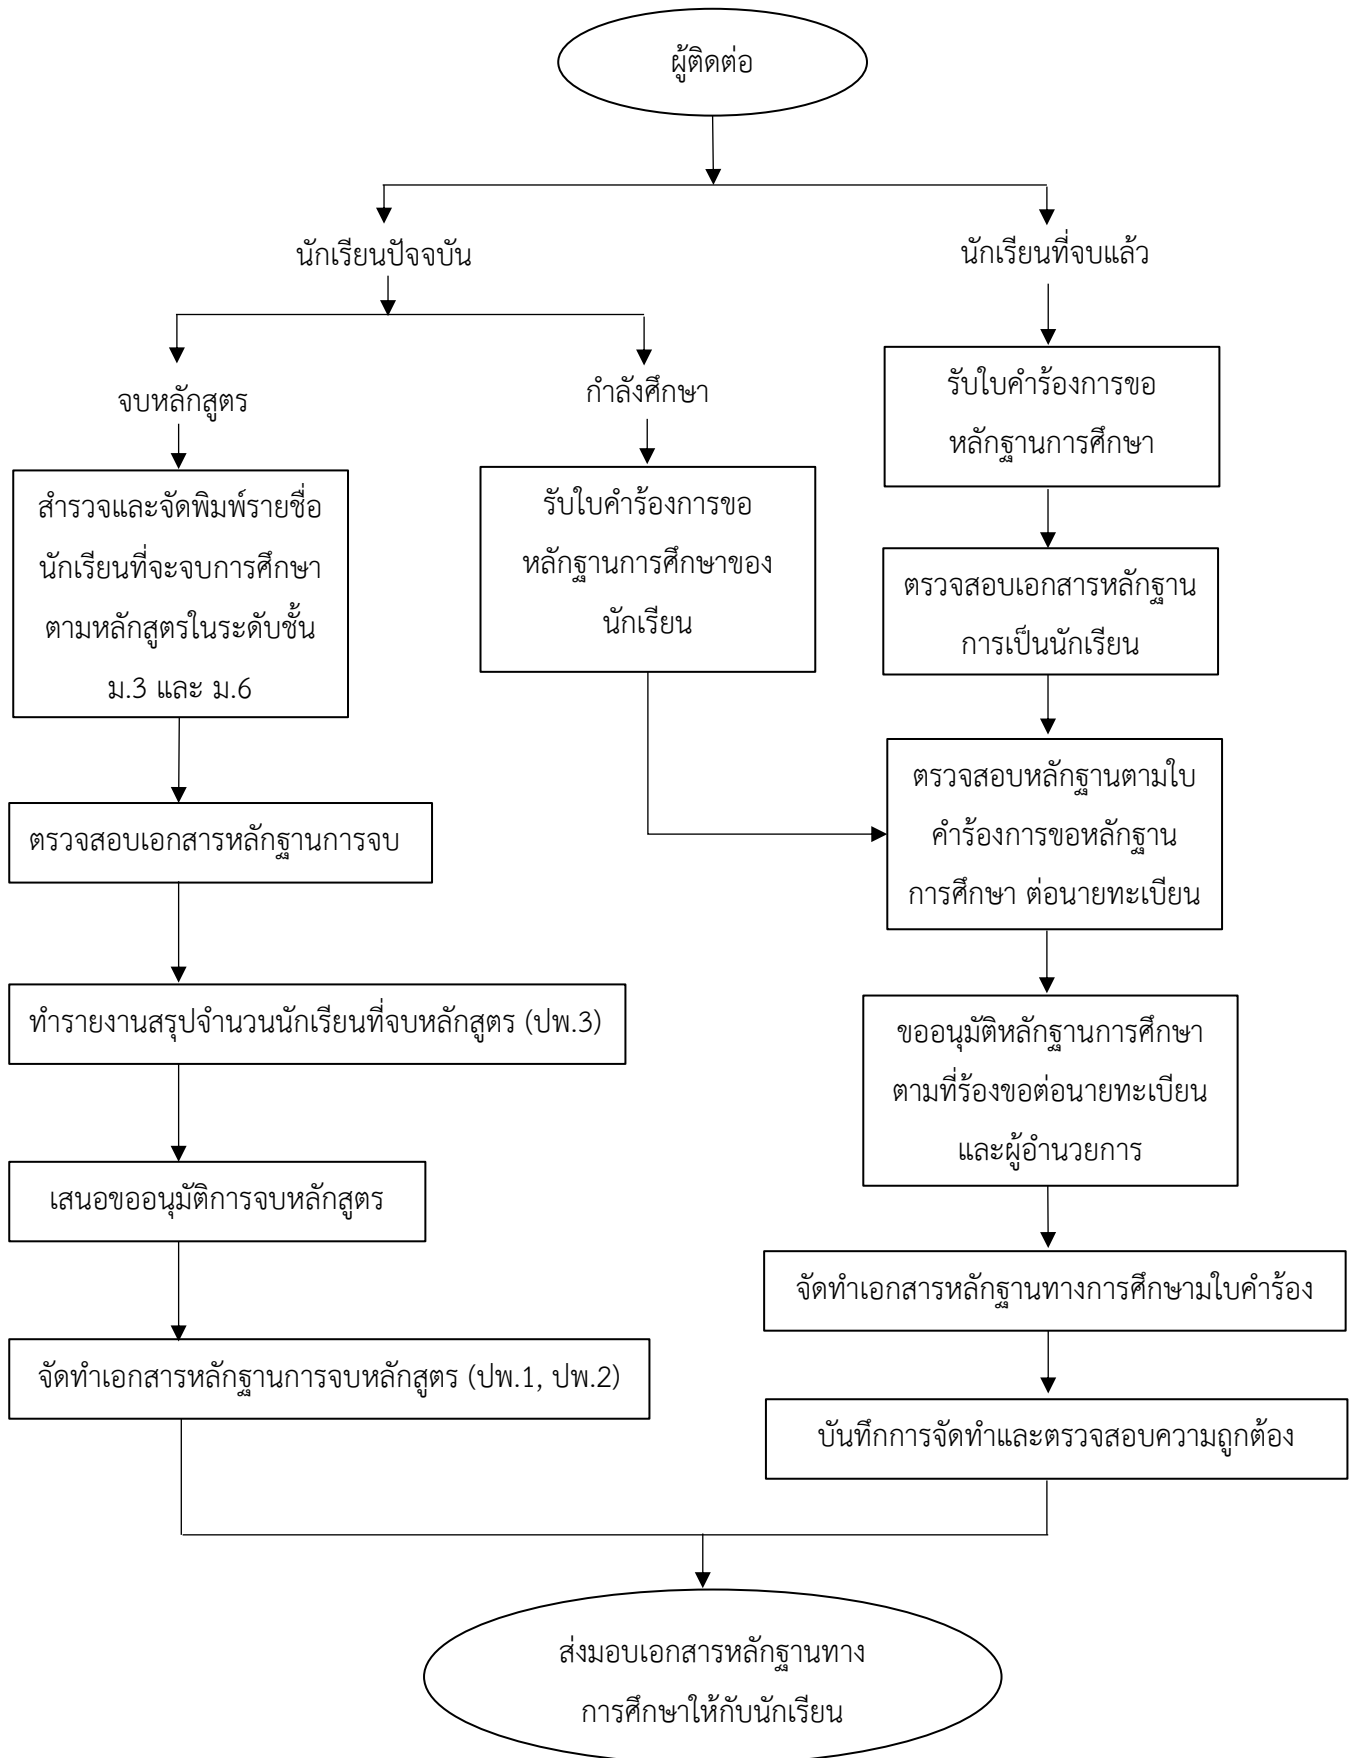 ผู้ติดต่อ
นักเรียนปัจจบัน
นักเรียนที่จบแล้ว
จบหลักสูตร
กำลังศึกษา
รับใบคำร้องการขอ
หลักฐานการศึกษา
สำรวจและจัดพิมพ์รายชื่อ
นักเรียนที่จะจบการศึกษา
ตามหลักสูตรในระดับชั้น
ม.3 และ ม.6
รับใบคำร้องการขอ
หลักฐานการศึกษาของ
นักเรียน
ตรวจสอบเอกสารหลักฐาน
การเป็นนักเรียน
ตรวจสอบหลักฐานตามใบ
คำร้องการขอหลักฐาน
การศึกษา ต่อนายทะเบียน
ตรวจสอบเอกสารหลักฐานการจบ
ทำรายงานสรุปจำนวนนักเรียนที่จบหลักสูตร (ปพ.3)
ขออนุมัติหลักฐานการศึกษา
ตามที่ร้องขอต่อนายทะเบียน
และผู้อำนวยการ
เสนอขออนุมัติการจบหลักสูตร
จัดทำเอกสารหลักฐานทางการศึกษามใบคำร้อง
จัดทำเอกสารหลักฐานการจบหลักสูตร (ปพ.1, ปพ.2)
บันทึกการจัดทำและตรวจสอบความถูกต้อง
ส่งมอบเอกสารหลักฐานทาง
การศึกษาให้กับนักเรียน